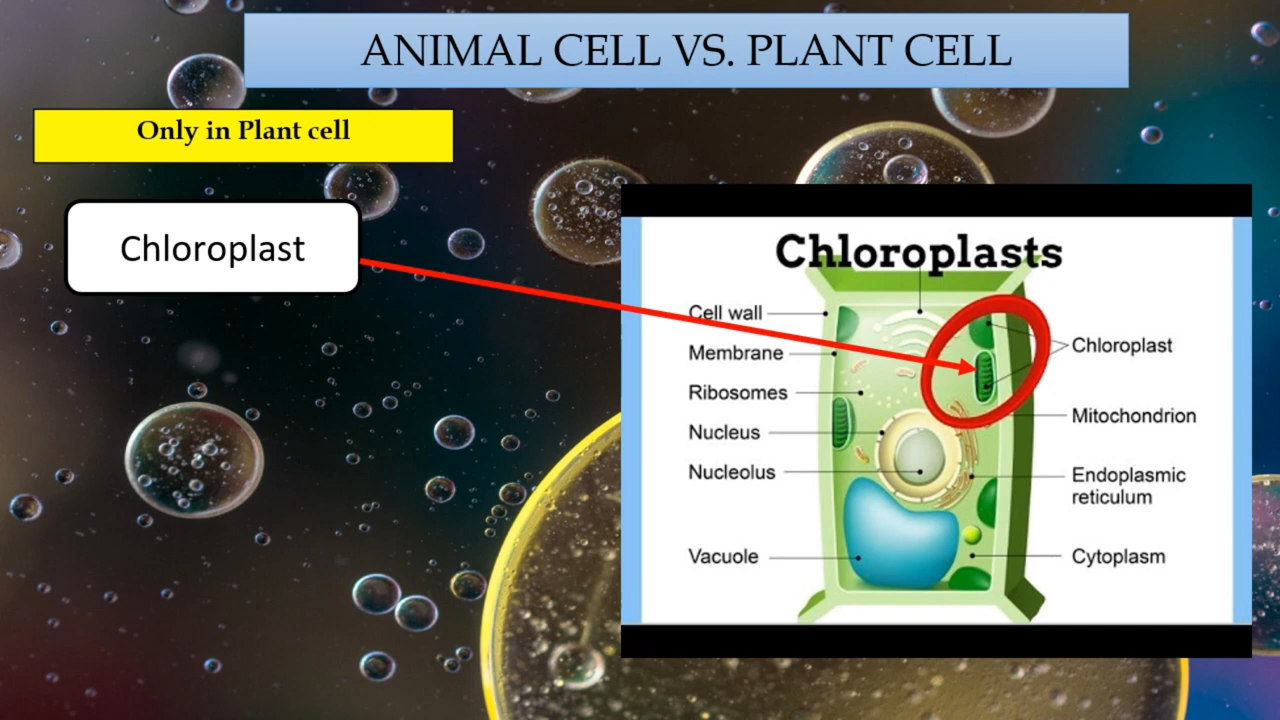 ANIMAL CELL VS. PLANT CELL
Only in Plant cell
Chloroplast
Chloroplasts
Cell wall
Membrane
Ribosomes
Nucleus
Nucleolus
Vacuole
Chloroplast
Mitochondrion
Endoplasmic
reticulum
Cytoplasm